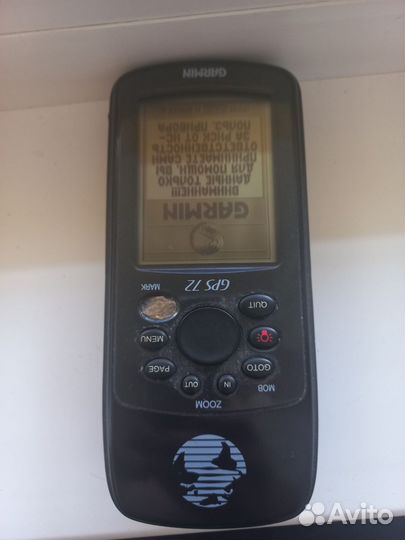 ZOOM
IN OUT
MOB
GOTO PAGE
MENU
QUIT
MARK
GPS 72
GARMIN
ВНИМАНИЕ!!!
ДАННЫЕ ТОЛЬКО
ДЛЯ ПОМОЩИ, ВЫ
ПРИНИМАЕТЕ САМИ
ОТВЕТСТВЕННОСТЬ
ЗА РИСК ОТ ИС-
ПОЛЬЗ. ПРИБОРА
GARMIN
Avito